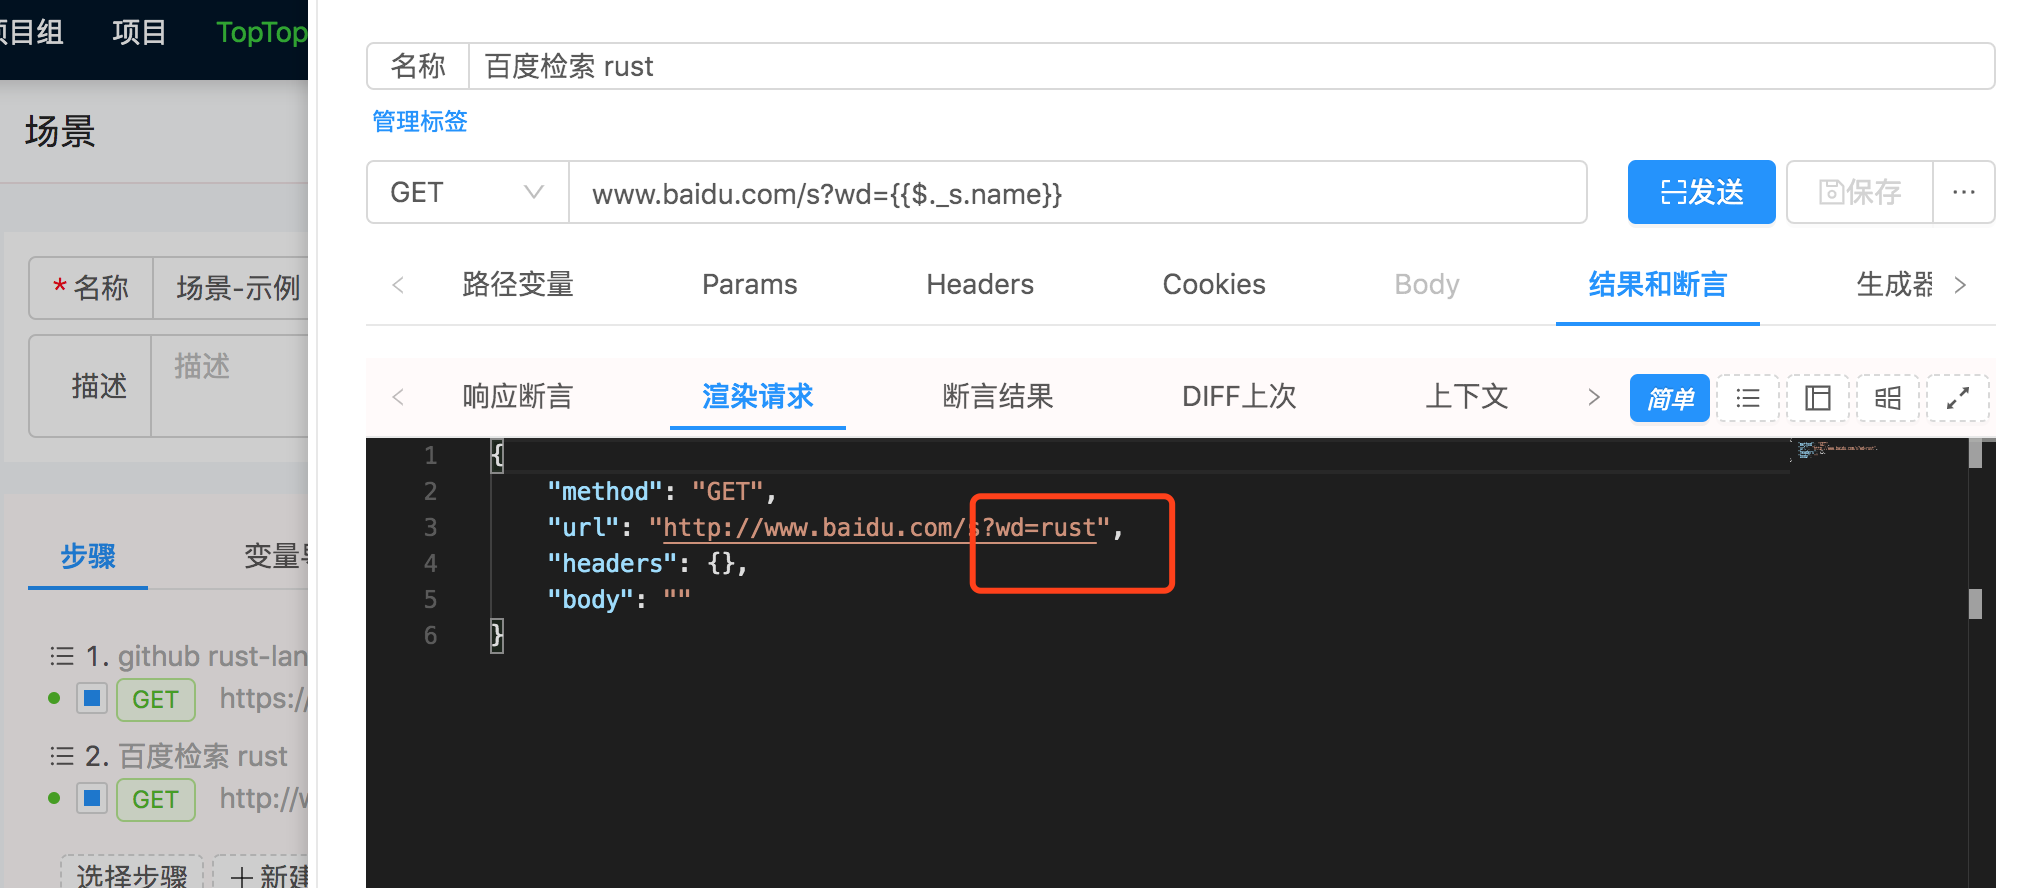 项目组 项目 TopTop
场景
* 名称 场景-示例
描述 描述
步骤 变量
1. github rust-lan
GET https://
2. 百度检索 rust
GET http://w
选择步骤 + 新建
名称 百度检索 rust
管理标签
GET www.baidu.com/s?wd={{$._s.name}} 发送 保存 ···
< 路径变量 Params Headers Cookies Body 结果和断言 生成器 >
< 响应断言 渲染请求 断言结果 DIFF上次 上下文 > 简单
1 {
2 "method": "GET",
3 "url": "http://www.baidu.com/s?wd=rust",
4 "headers": {},
5 "body": ""
6 }